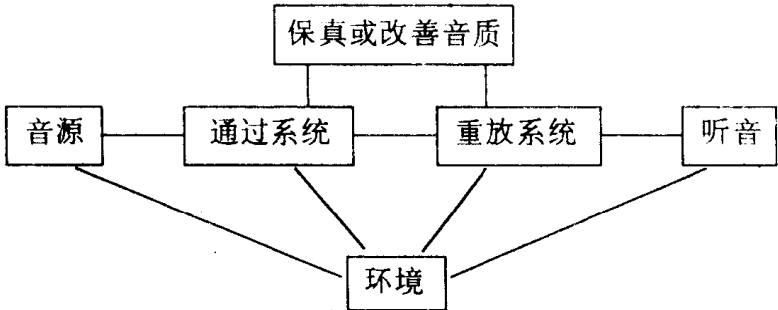 保真或改善音质
音源
通过系统
重放系统
听音
环境